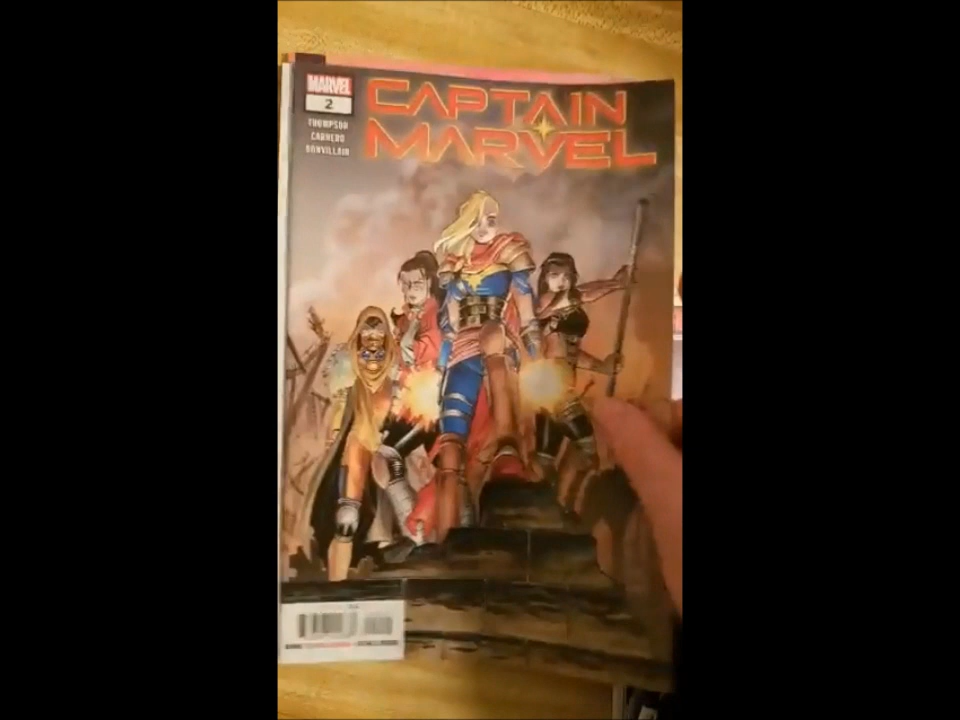 MARVEL
2
THOMPSON
CARNERO
BONVILLAIN
CAPTAIN
MARVEL